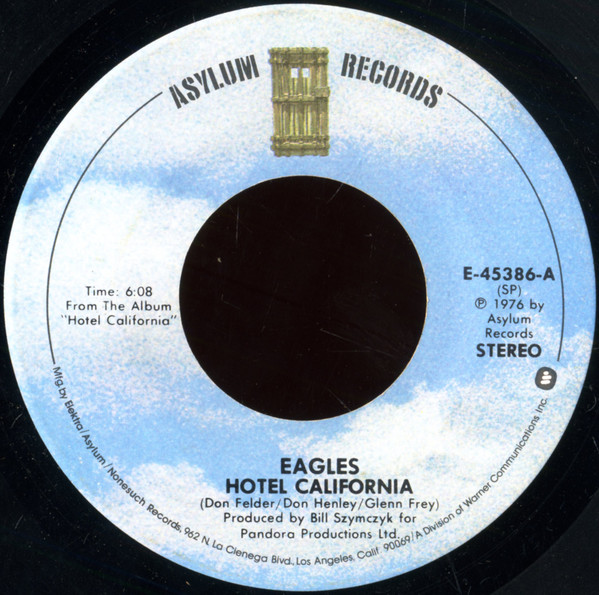 ASYLUM RECORDS
Time: 6:08
From The Album
"Hotel California"
E-45386-A
(SP)
℗ 1976 by
Asylum
Records
STEREO
EAGLES
HOTEL CALIFORNIA
(Don Felder/Don Henley/Glenn Frey)
Produced by Bill Szymczyk for
Pandora Productions Ltd.
Mfg. by Elektra/Asylum/Nonesuch Records, 962 N. La Cienega Blvd., Los Angeles, Calif. 90069/A Division of Warner Communications Inc.